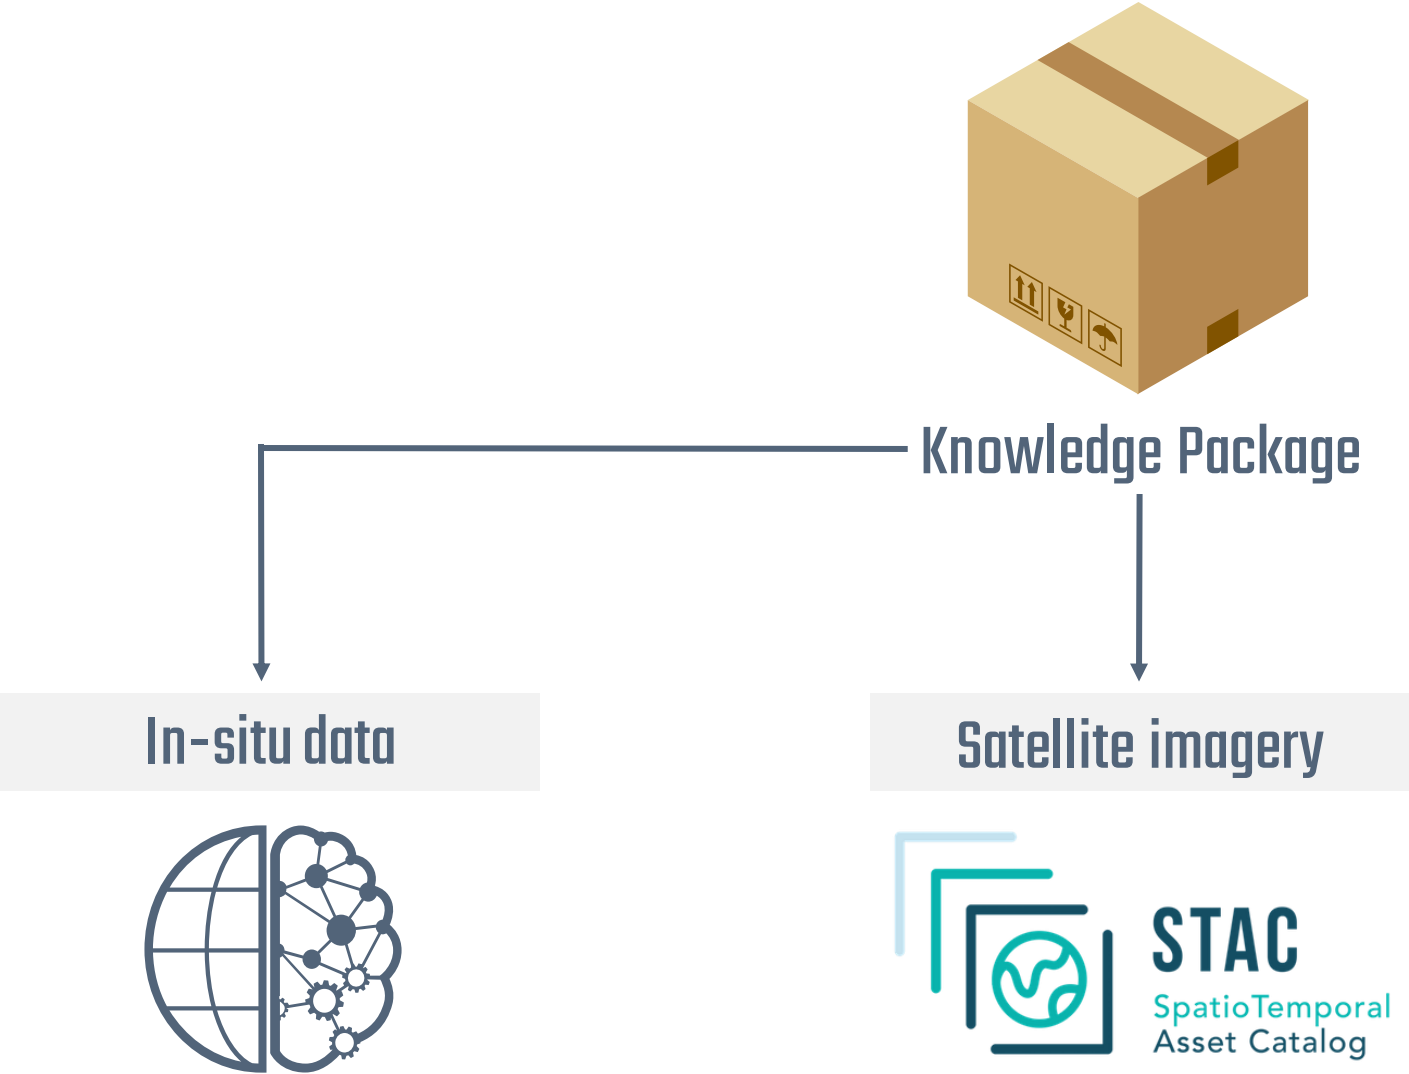 Knowledge Package
In-situ data
Satellite imagery
STAC
SpatioTemporal
Asset Catalog